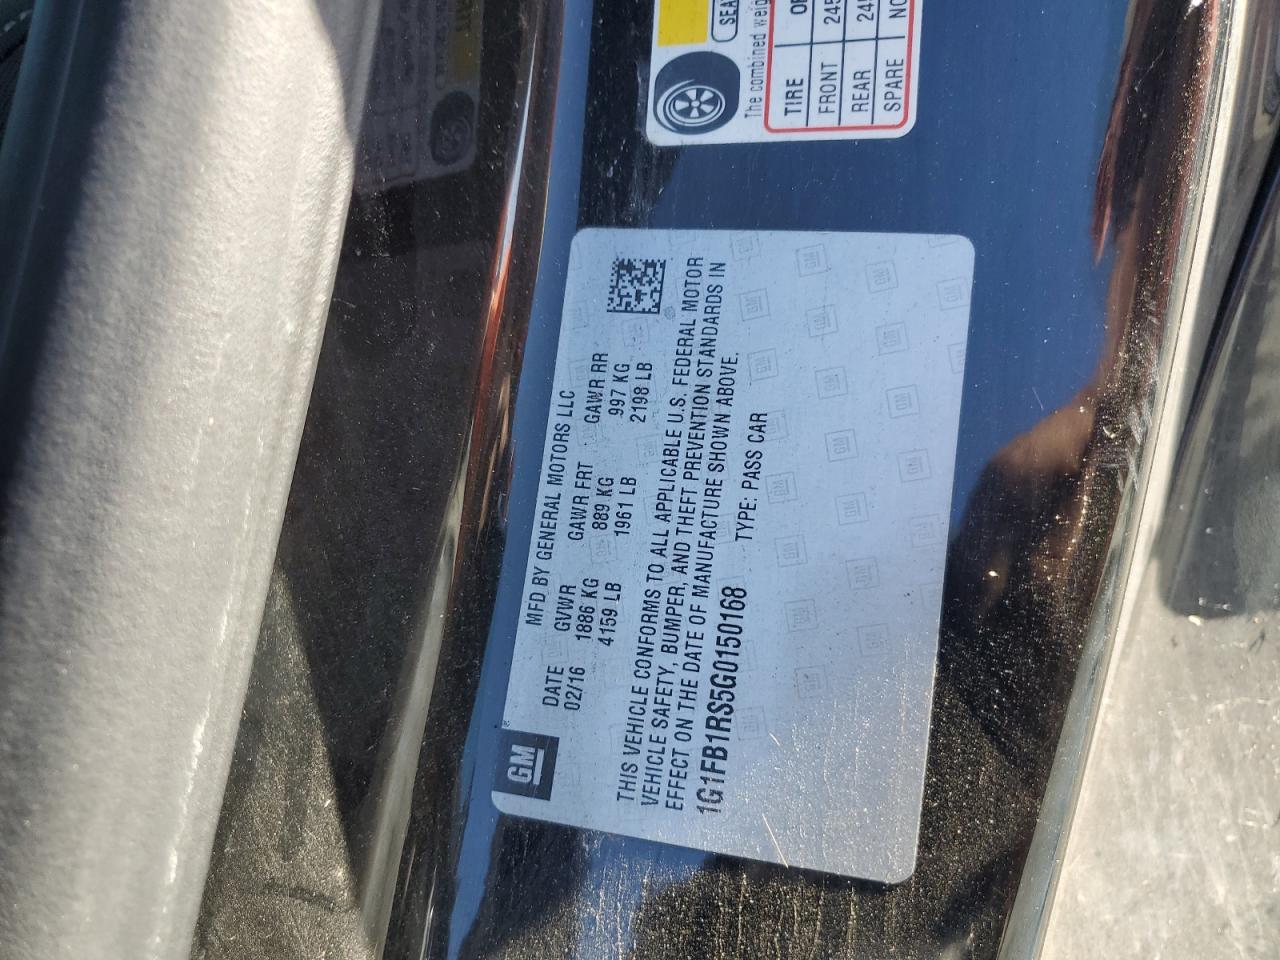 GM
MFD BY GENERAL MOTORS LLC
DATE GVWR GAWR FRT GAWR RR
02/16 1886 KG 889 KG 997 KG
4159 LB 1961 LB 2198 LB
THIS VEHICLE CONFORMS TO ALL APPLICABLE U.S. FEDERAL MOTOR
VEHICLE SAFETY, BUMPER, AND THEFT PREVENTION STANDARDS IN
EFFECT ON THE DATE OF MANUFACTURE SHOWN ABOVE.
1G1FB1RS5G0150168 TYPE: PASS CAR
The combined
TIRE
FRONT 245
REAR 245
SPARE